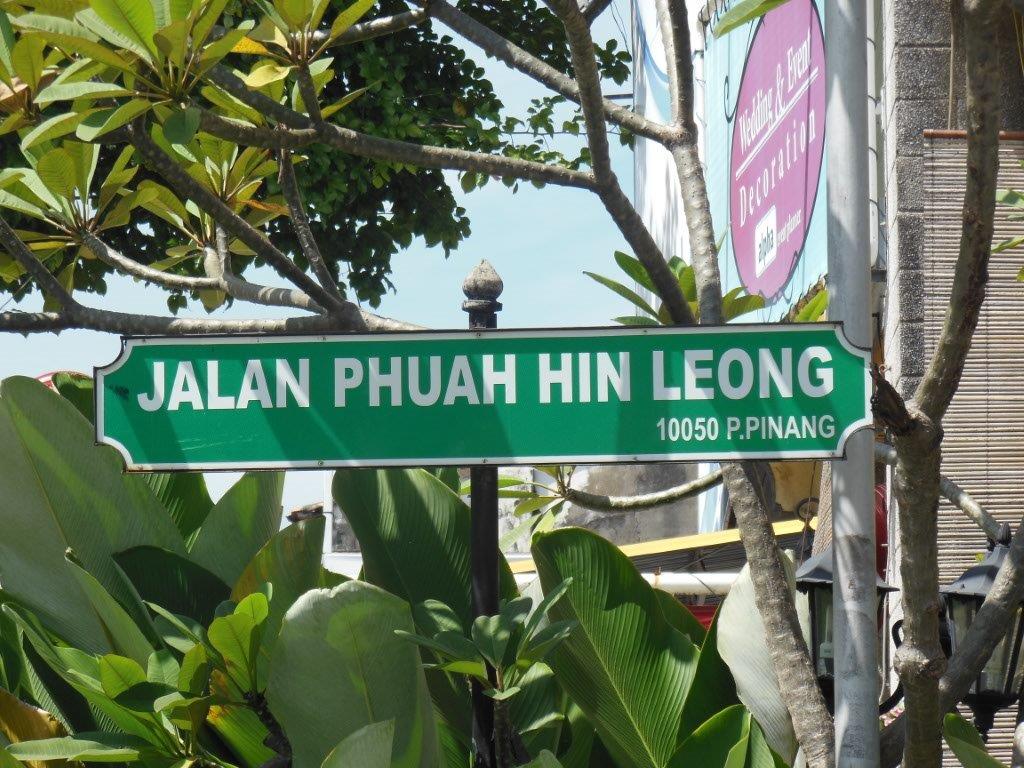 Wedding & Event
Decoration
alpha
JALAN PHUAH HIN LEONG
10050 P.PINANG